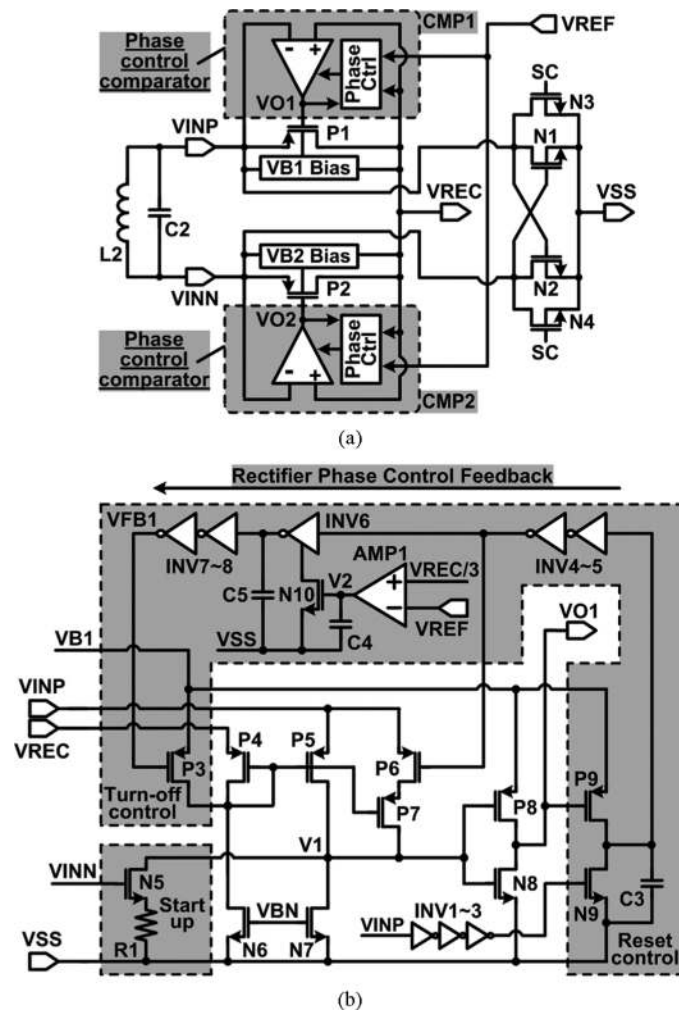 CMP1
Phase
control
comparator
VREF
Phase
Ctrl
- +
VO1
SC
N3
VINP
P1
N1
VB1 Bias
L2
C2
VREC
VSS
VB2 Bias
VINN
P2
N2
VO2
N4
SC
Phase
control
comparator
Phase
Ctrl
- +
CMP2
(a)
Rectifier Phase Control Feedback
VFB1
INV6
INV7~8
AMP1
INV4~5
VREC/3
+
-
VREF
C5
N10
V2
C4
VSS
VO1
VB1
VINP
VREC
P4
P5
P6
P3
P7
P8
P9
Turn-off
control
V1
VINN
N5
Start
up
R1
VBN
N6
N7
VINP
INV1~3
N8
N9
C3
VSS
Reset
control
(b)